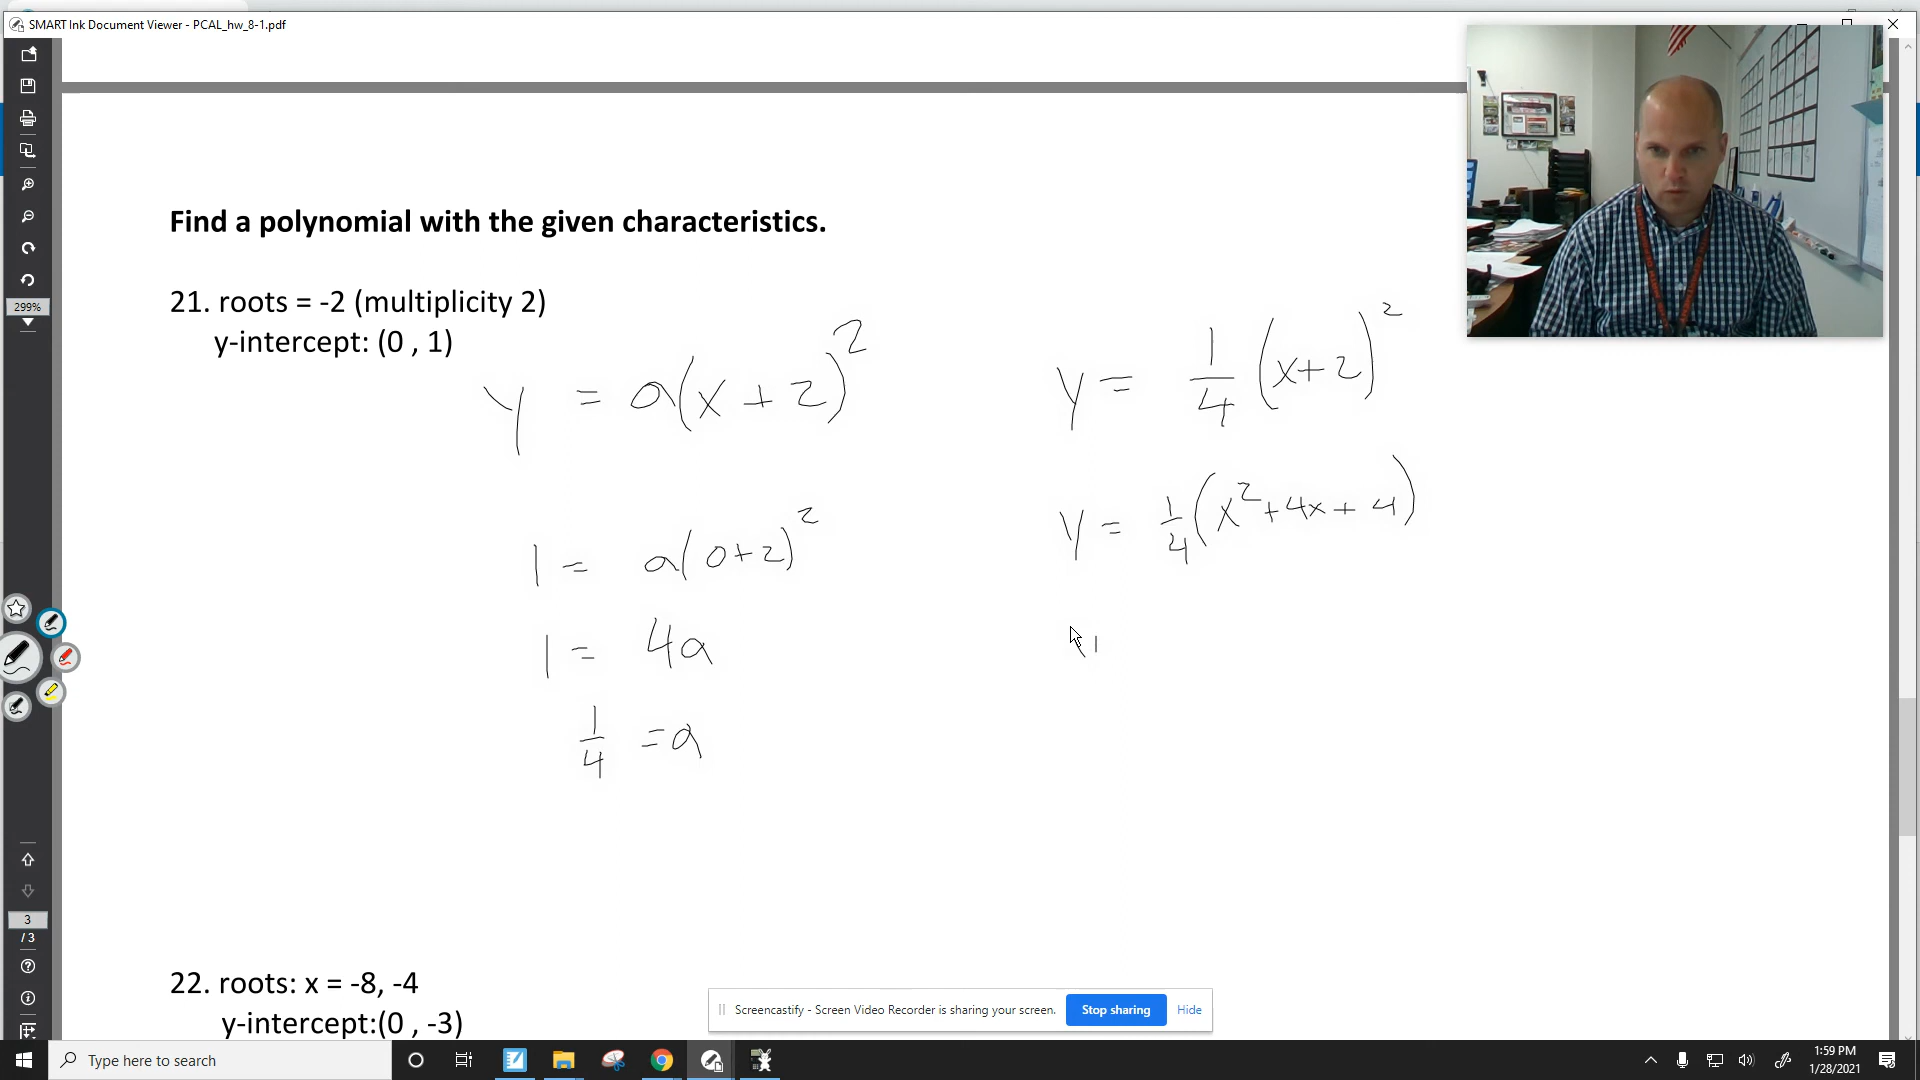 SMART Ink Document Viewer - PCAL_hw_8-1.pdf
299%
Find a polynomial with the given characteristics.
21. roots = -2 (multiplicity 2)
y-intercept: (0 , 1)
y = a(x + 2)²
1 = a(0+2)²
1 = 4a
1/4 = a
y = 1/4 (x+2)²
y = 1/4 (x²+4x+4)
22. roots: x = -8, -4
y-intercept:(0 , -3)
3
/ 3
Screencastify - Screen Video Recorder is sharing your screen.
Stop sharing
Hide
Type here to search
1:59 PM
1/28/2021